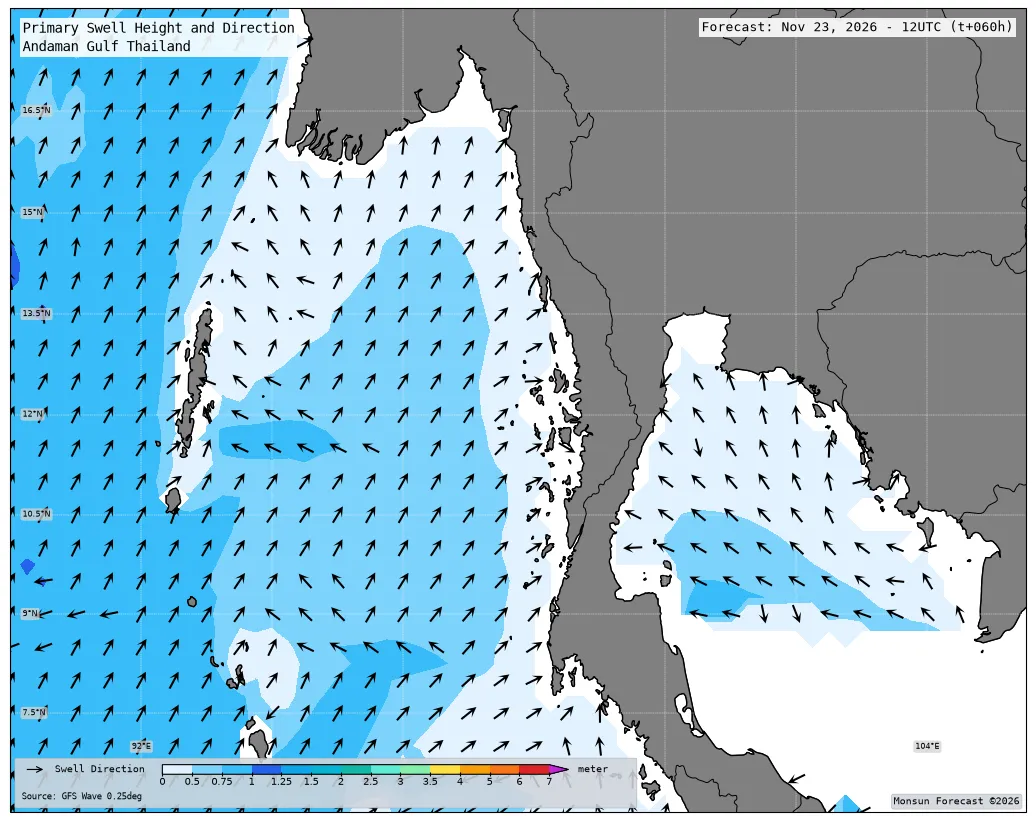 Primary Swell Height and Direction
Andaman Gulf Thailand
Forecast: Nov 23, 2026 - 12UTC (t+060h)
16.5°N
15°N
13.5°N
12°N
10.5°N
9°N
7.5°N
92°E
104°E
Swell Direction
0 0.5 0.75 1 1.25 1.5 2 2.5 3 3.5 4 5 6 7
meter
Source: GFS Wave 0.25deg
Monsun Forecast ©2026